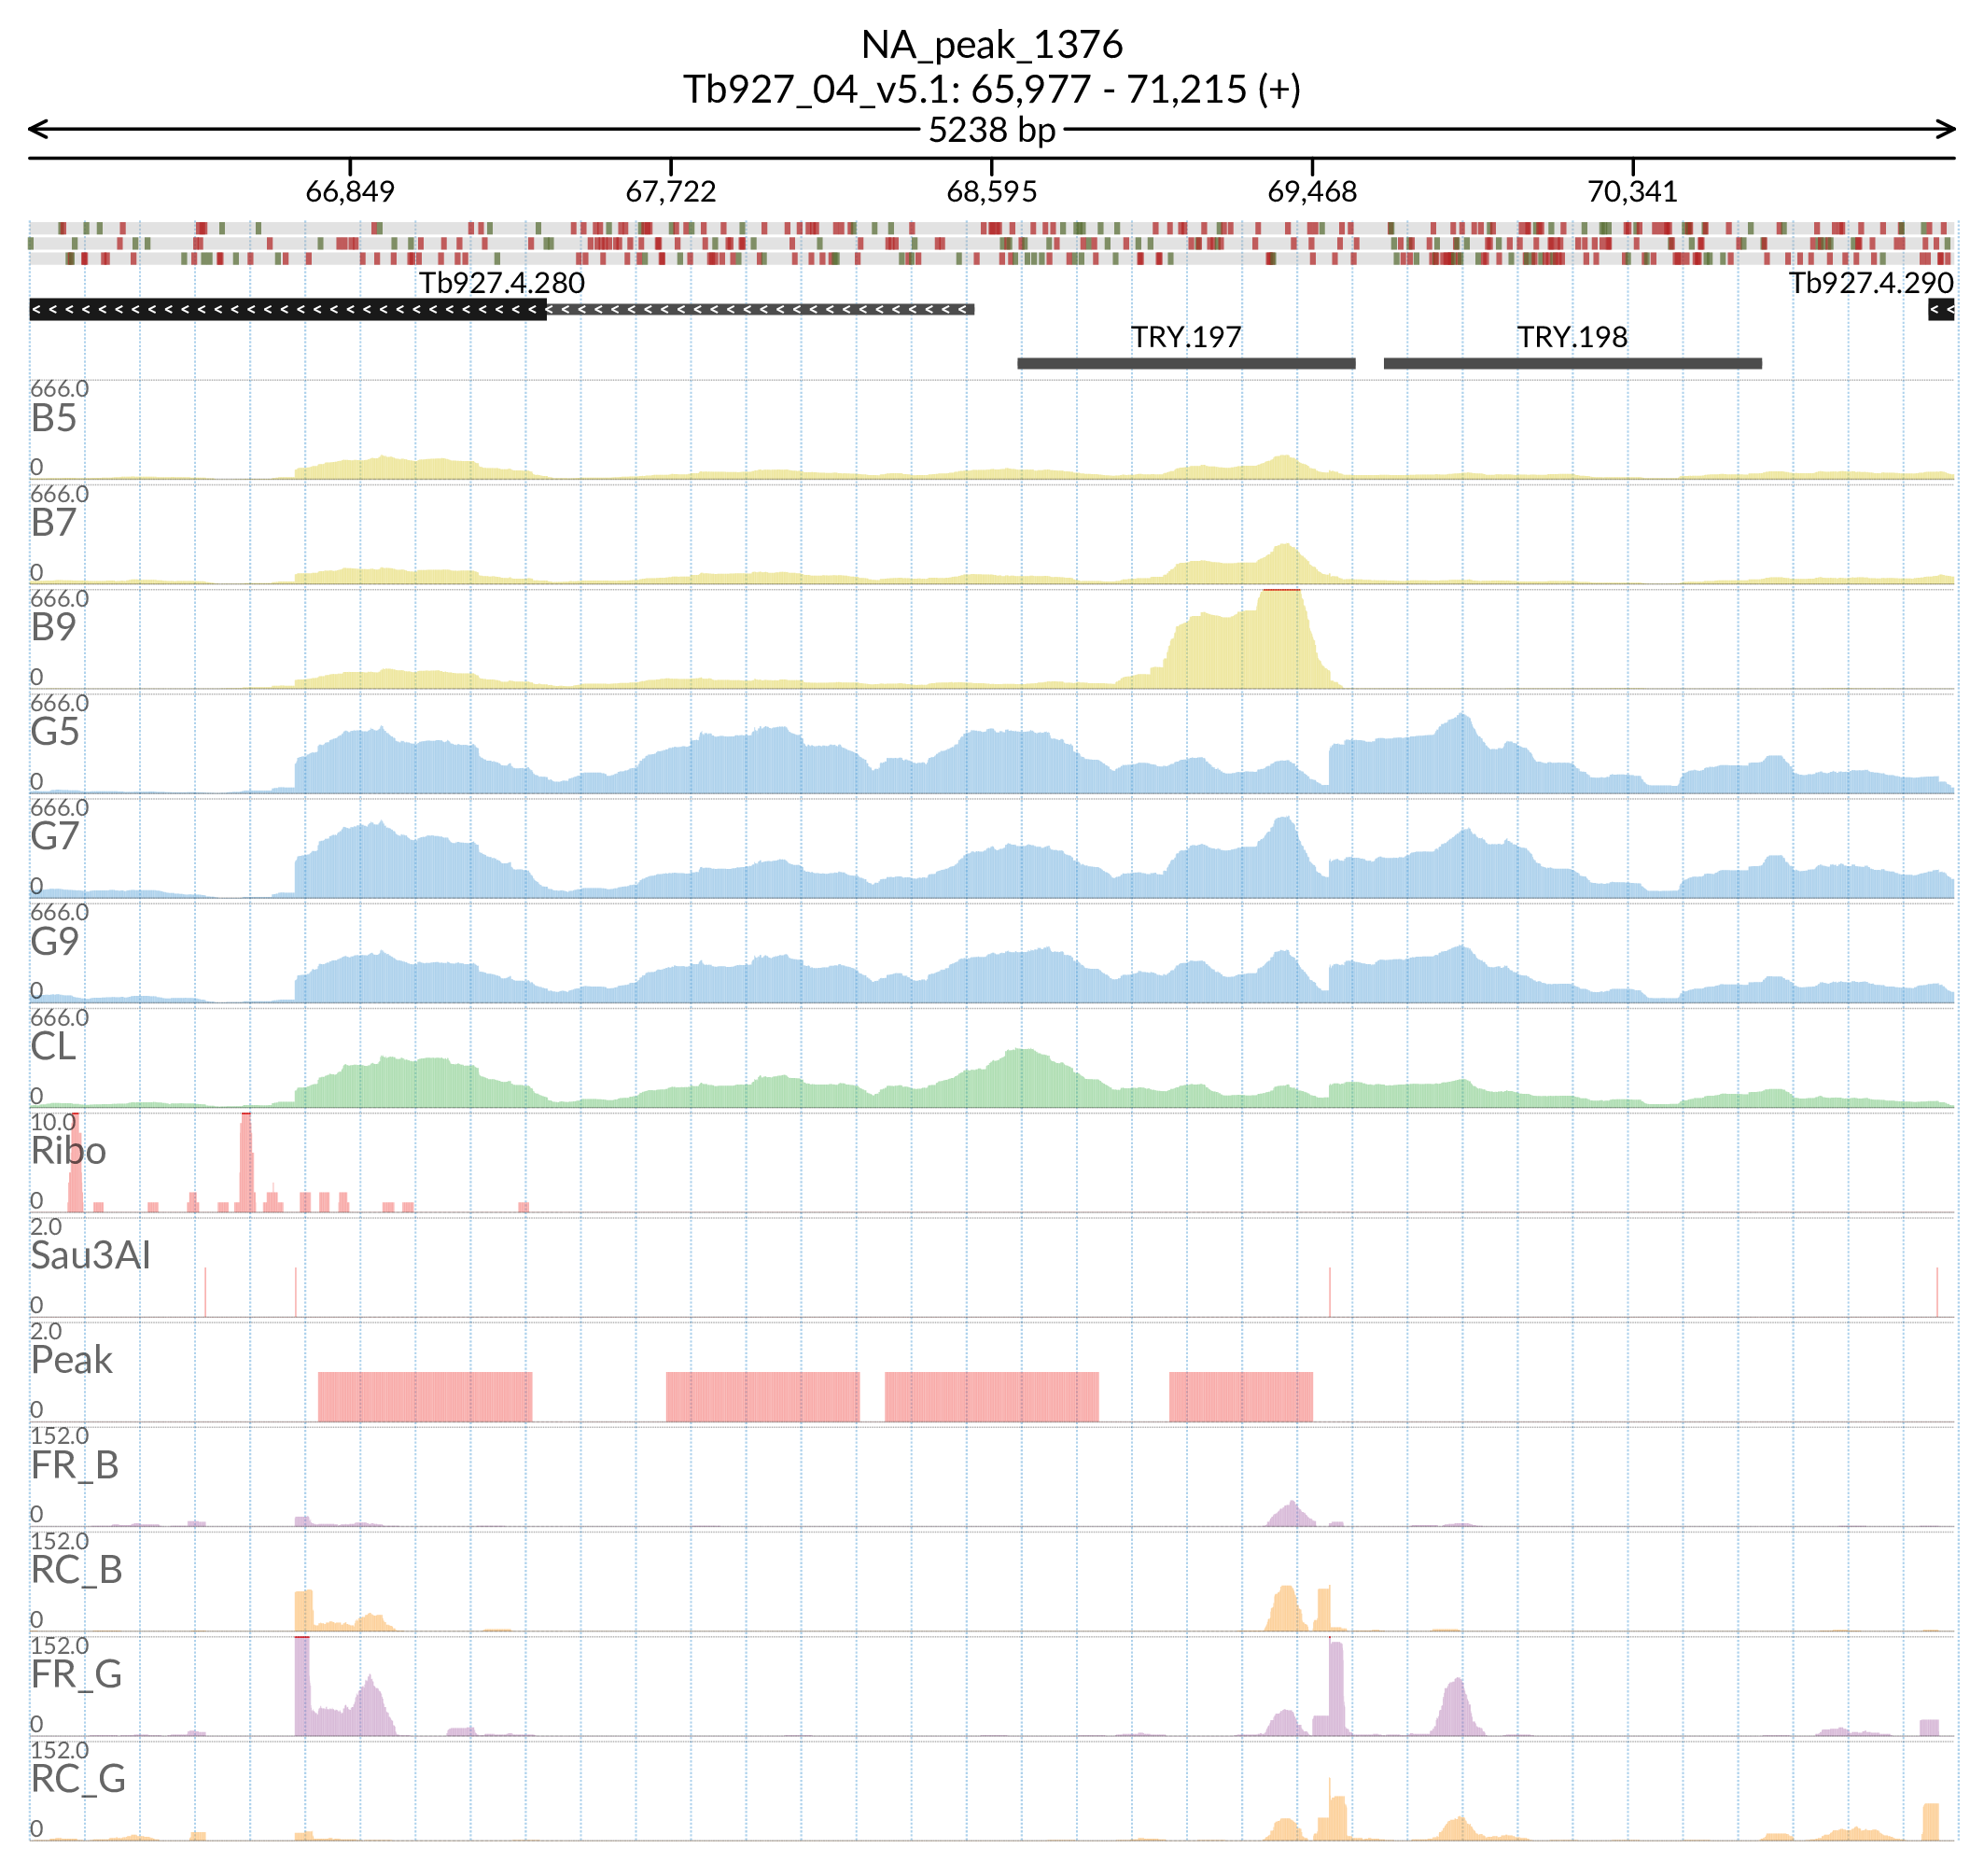 NA_peak_1376
Tb927_04_v5.1: 65,977 - 71,215 (+)
5238 bp
66,849 67,722 68,595 69,468 70,341
Tb927.4.280 Tb927.4.290
TRY.197 TRY.198
666.0
B5
0
666.0
B7
0
666.0
B9
0
666.0
G5
0
666.0
G7
0
666.0
G9
0
666.0
CL
0
10.0
Ribo
0
2.0
Sau3AI
0
2.0
Peak
0
152.0
FR_B
0
152.0
RC_B
0
152.0
FR_G
0
152.0
RC_G
0